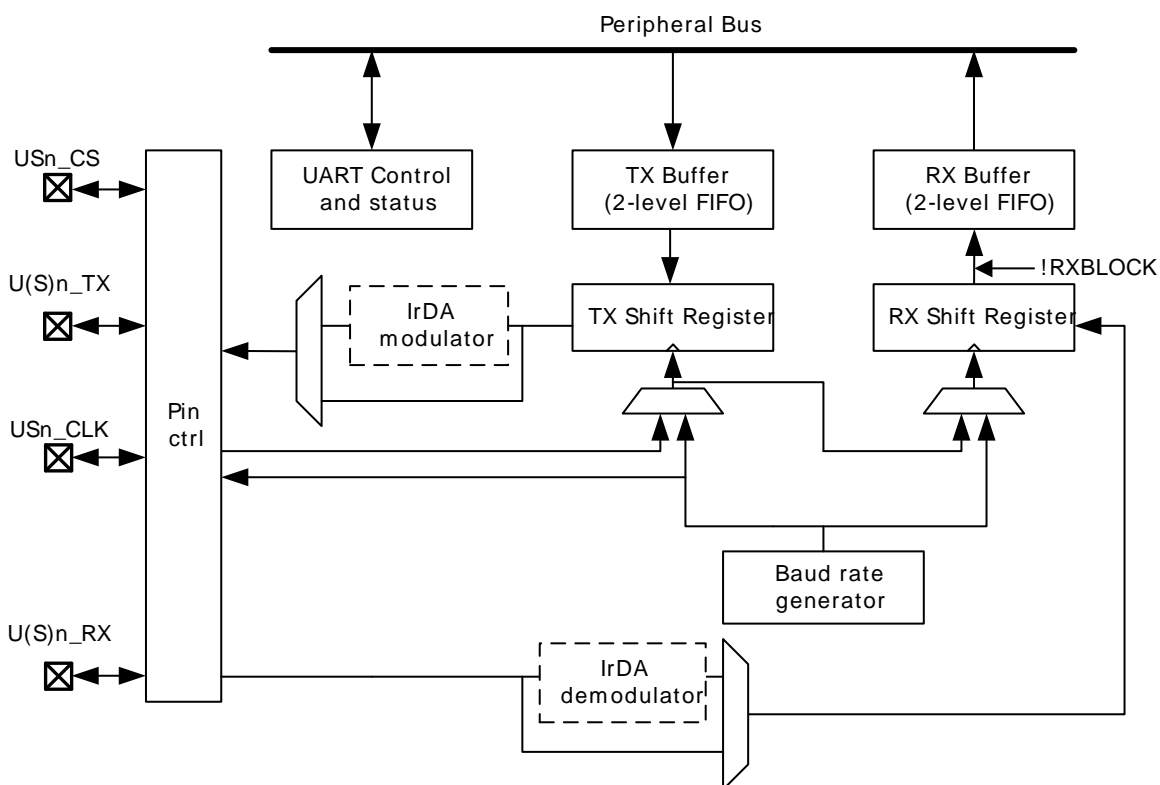 Peripheral Bus
USn_CS
UART Control
and status
TX Buffer
(2-level FIFO)
RX Buffer
(2-level FIFO)
!RXBLOCK
U(S)n_TX
IrDA
modulator
TX Shift Register
RX Shift Register
Pin
ctrl
USn_CLK
Baud rate
generator
U(S)n_RX
IrDA
demodulator